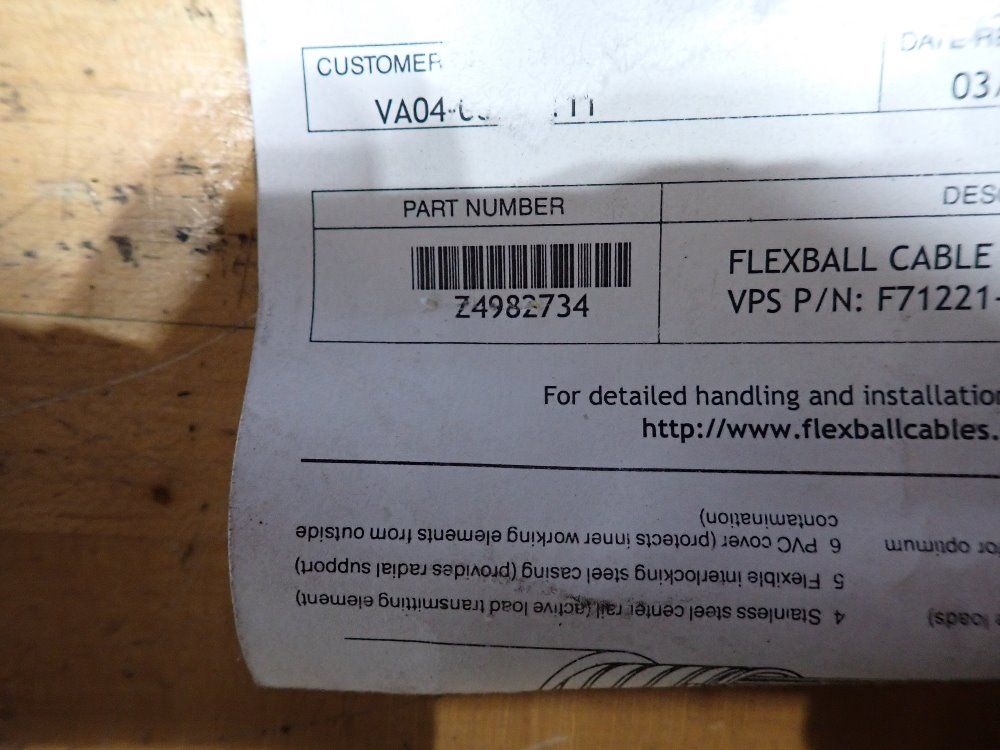 CUSTOMER
03
PART NUMBER
Z4982734
FLEXBALL CABLE
VPS P/N: F71221-
For detailed handling and installation
http://www.flexballcables.
4 Stainless steel center rail (active load transmitting element)
5 Flexible interlocking steel casing (provides radial support)
6 PVC cover (protects inner working elements from outside
contamination)
loads)
optimum